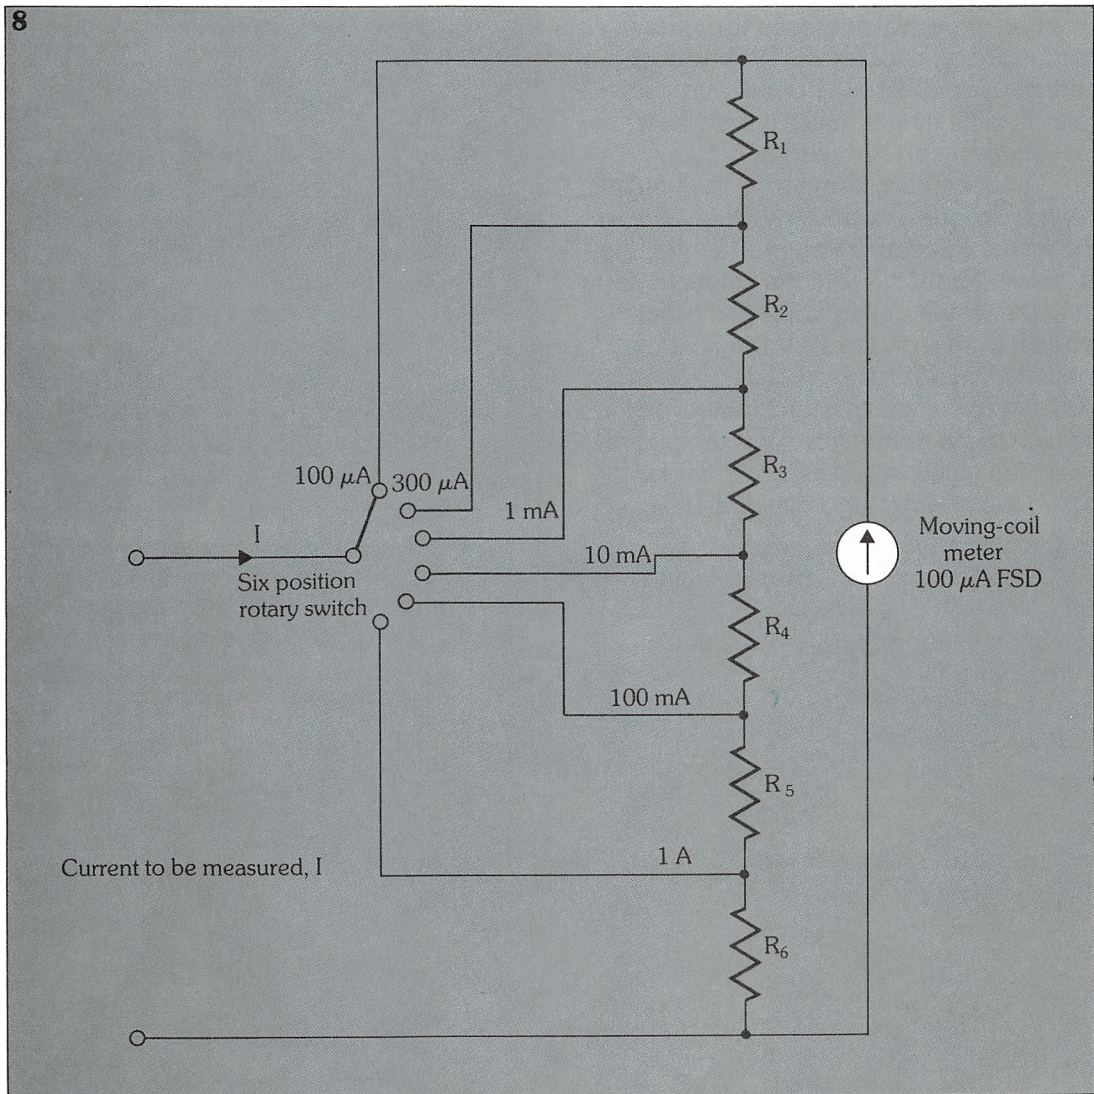 8
R₁
R₂
R₃
100 μA
300 μA
1 mA
I
10 mA
Six position
rotary switch
Moving-coil
meter
100 μA FSD
R₄
100 mA
R₅
1 A
Current to be measured, I
R₆